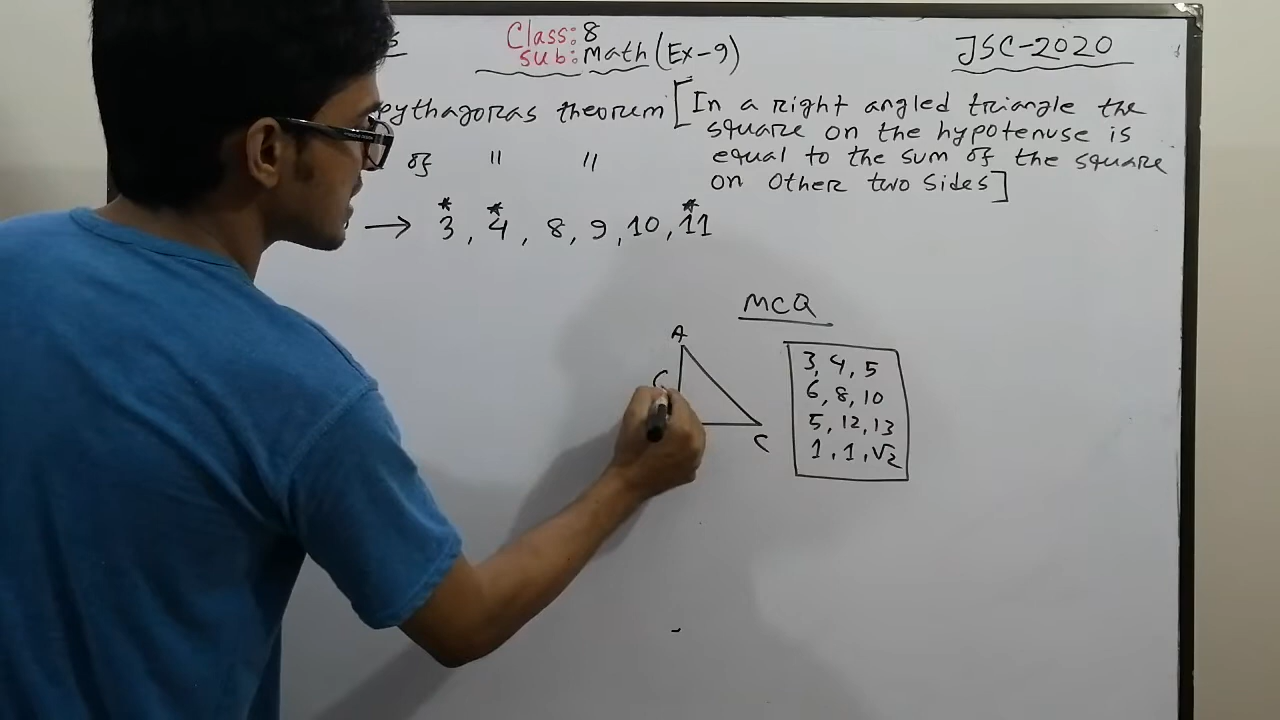 Class: 8
Sub: Math (Ex-9)
JSC-2020
pythagoras theorem [In a right angled triangle the
square on the hypotenuse is
of " " equal to the sum of the square
on other two sides]
→ 3, 4, 8, 9, 10, 11
MCQ
A
C
3, 4, 5
6, 8, 10
5, 12, 13
1, 1, √2